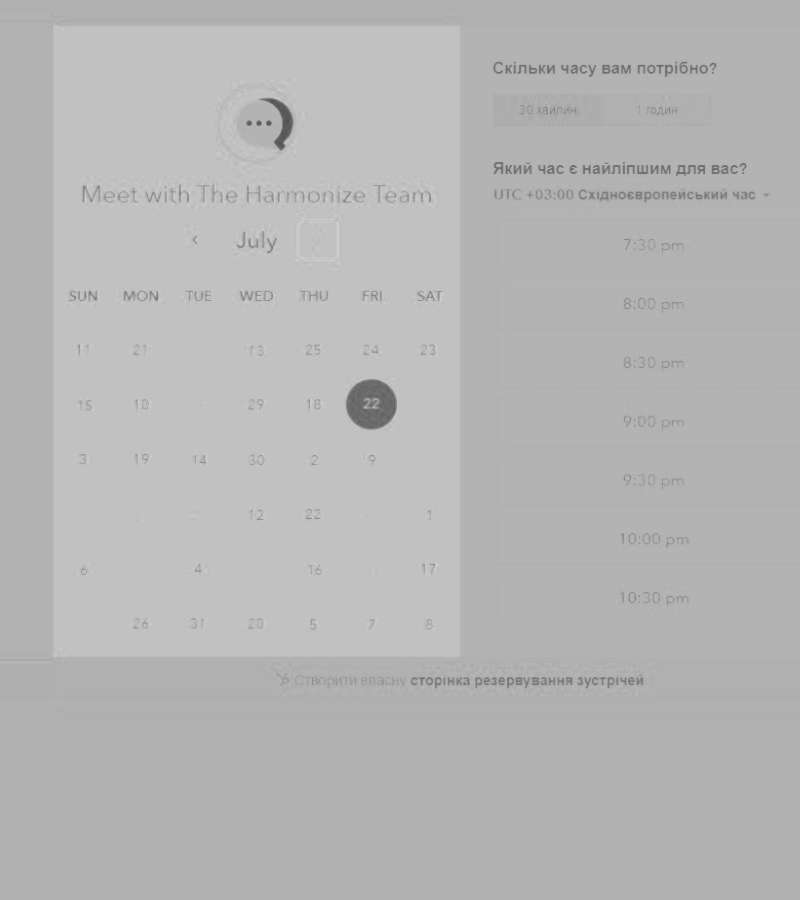 Meet with The Harmonize Team
July
SUN MON TUE WED THU FRI SAT
11 21 13 25 24 23
15 10 29 18 22
3 19 14 30 2 9
12 22 1
6 4 16 17
26 31 20 5 7 8
Скільки часу вам потрібно?
30 хвилин 1 годин
Який час є найліпшим для вас?
UTC +03:00 Східноєвропейський час
7:30 pm
8:00 pm
8:30 pm
9:00 pm
9:30 pm
10:00 pm
10:30 pm
Створити власну сторінка резервування зустрічей